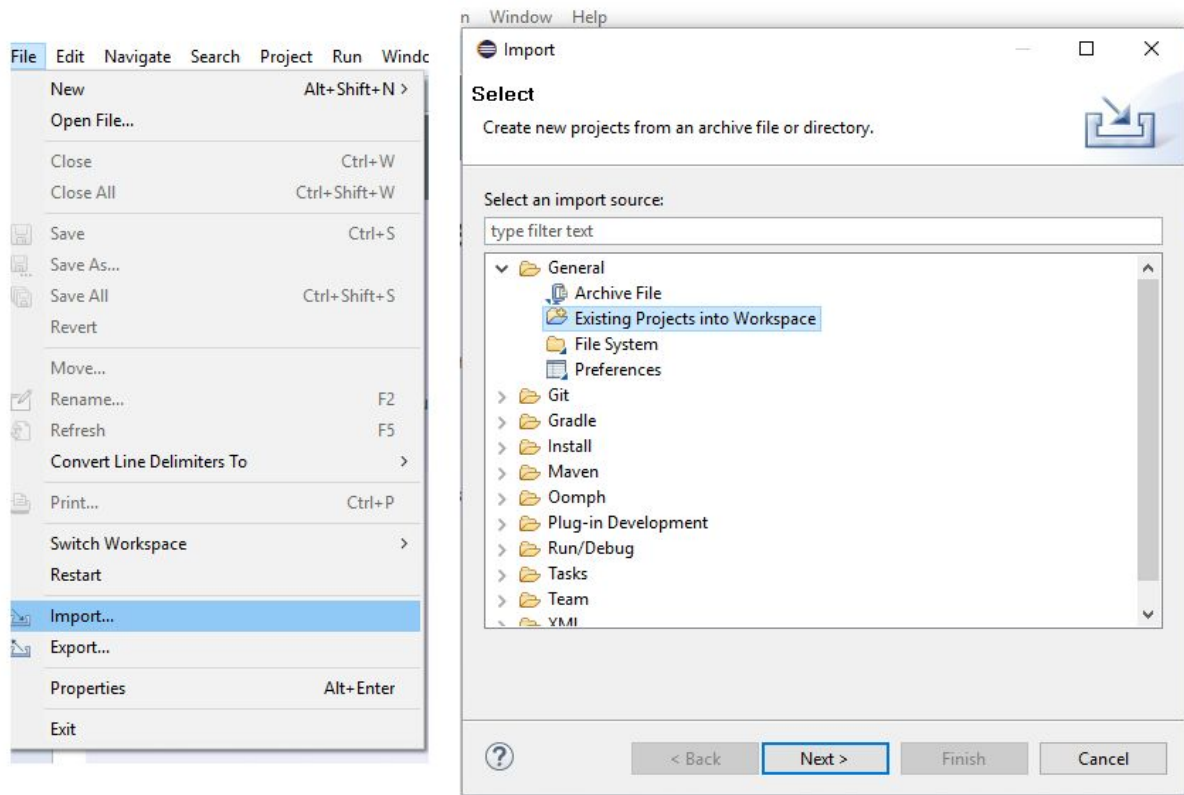 File Edit Navigate Search Project Run Windo
New Alt+Shift+N >
Open File...
Close Ctrl+W
Close All Ctrl+Shift+W
Save Ctrl+S
Save As...
Save All Ctrl+Shift+S
Revert
Move...
Rename... F2
Refresh F5
Convert Line Delimiters To >
Print... Ctrl+P
Switch Workspace >
Restart
Import...
Export...
Properties Alt+Enter
Exit
n Window Help
Import
Select
Create new projects from an archive file or directory.
Select an import source:
type filter text
General
Archive File
Existing Projects into Workspace
File System
Preferences
Git
Gradle
Install
Maven
Oomph
Plug-in Development
Run/Debug
Tasks
Team
XML
? < Back Next > Finish Cancel